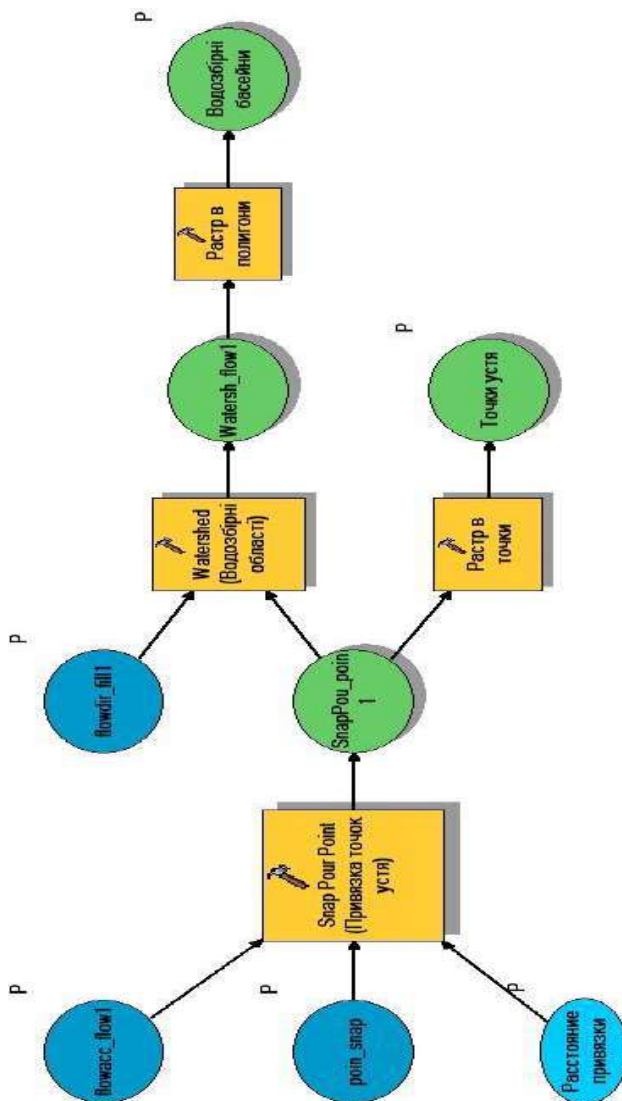 P
flowacc_flow1
P
poin_snap
P
Расстояние
привязки
Snap Pour Point
(Привязка точок
устя)
P
flowdir_fill1
SnapPou_poin
1
Watershed
(Водозбірні
області)
Растр в
точки
Watersh_flow1
P
Точки устя
Растр в
полигони
P
Водозбірні
басейни